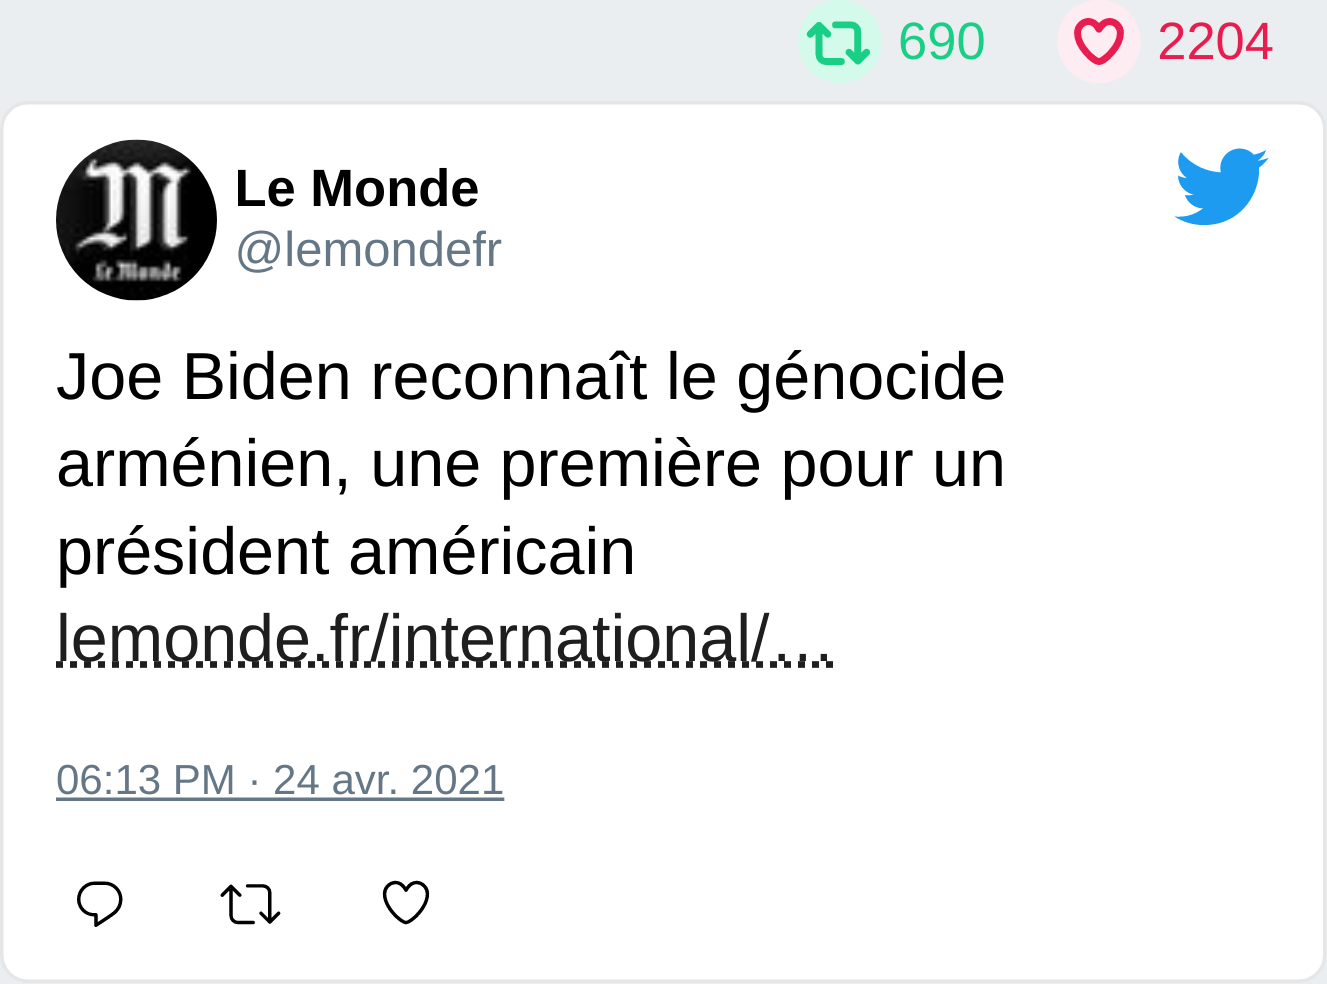 690 2204
Le Monde
Le Monde
@lemondefr
Joe Biden reconnaît le génocide
arménien, une première pour un
président américain
lemonde.fr/international/…
06:13 PM · 24 avr. 2021